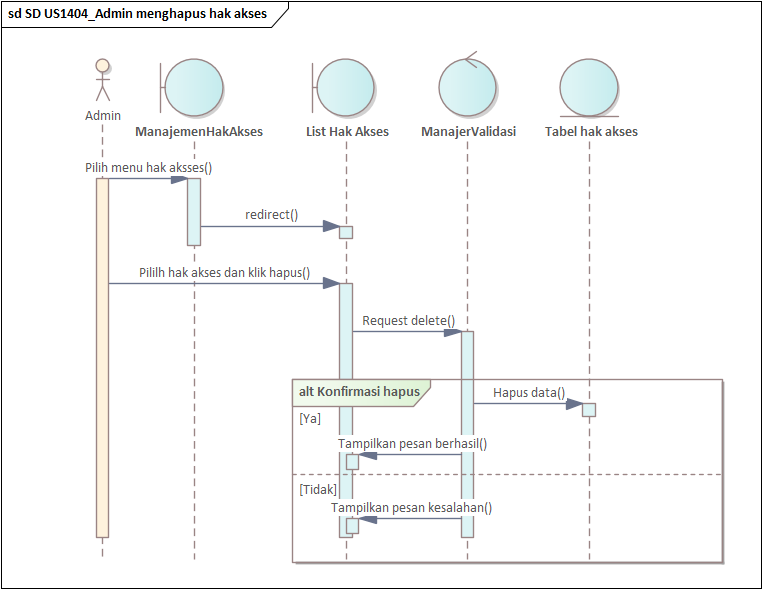 sd SD US1404_Admin menghapus hak akses
Admin
ManajemenHakAkses
List Hak Akses
ManajerValidasi
Tabel hak akses
Pilih menu hak aksses()
redirect()
Pililh hak akses dan klik hapus()
Request delete()
alt Konfirmasi hapus
Hapus data()
[Ya]
Tampilkan pesan berhasil()
[Tidak]
Tampilkan pesan kesalahan()